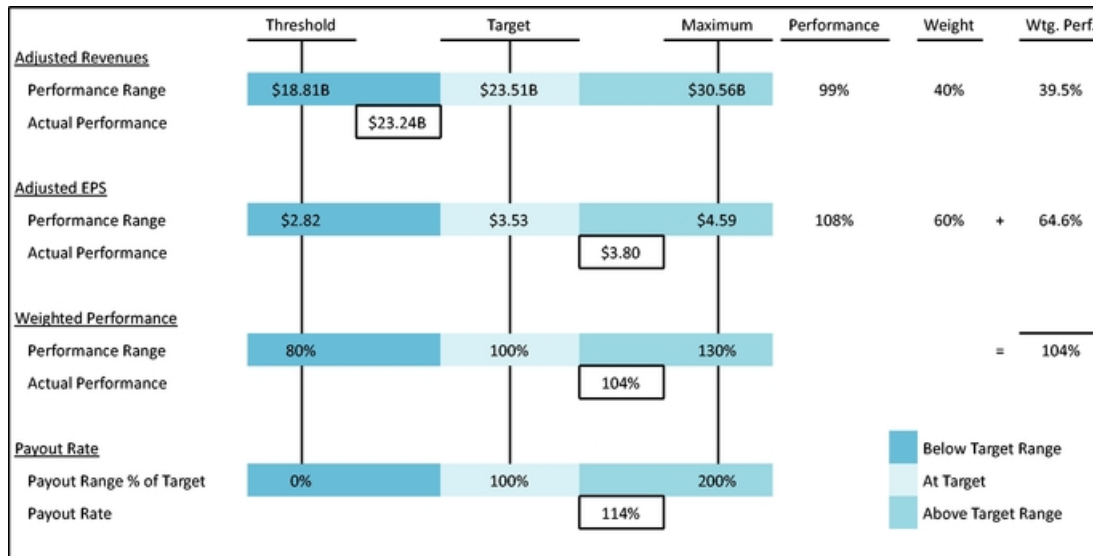 Threshold Target Maximum Performance Weight Wtg. Perf.
Adjusted Revenues
Performance Range $18.81B $23.51B $30.56B 99% 40% 39.5%
Actual Performance $23.24B
Adjusted EPS
Performance Range $2.82 $3.53 $4.59 108% 60% + 64.6%
Actual Performance $3.80
Weighted Performance
Performance Range 80% 100% 130% = 104%
Actual Performance 104%
Payout Rate
Below Target Range
Payout Range % of Target 0% 100% 200% At Target
Payout Rate 114% Above Target Range